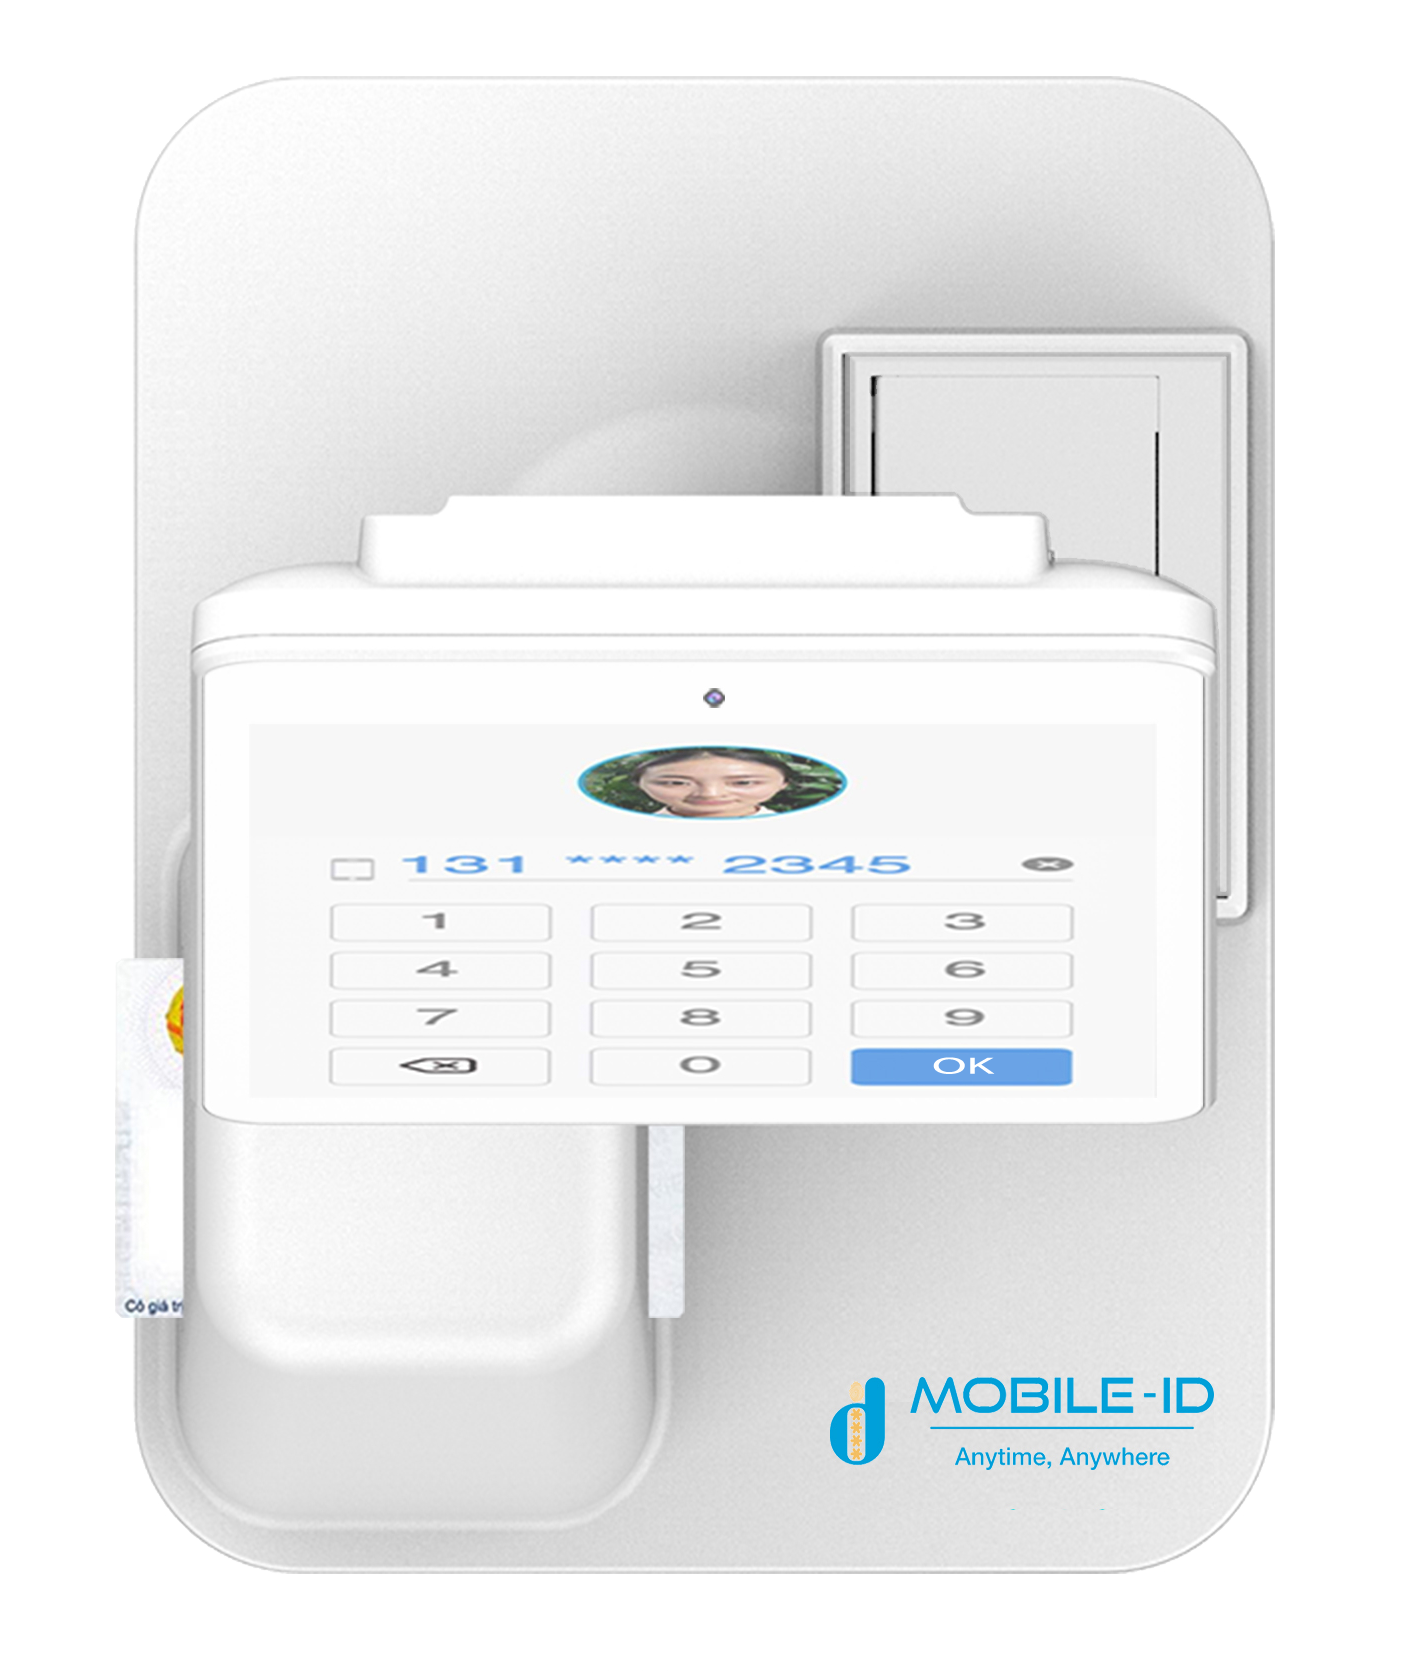 131 **** 2345
1 2 3
4 5 6
7 8 9
0 OK
Có giá trị
MOBILE-ID
Anytime, Anywhere